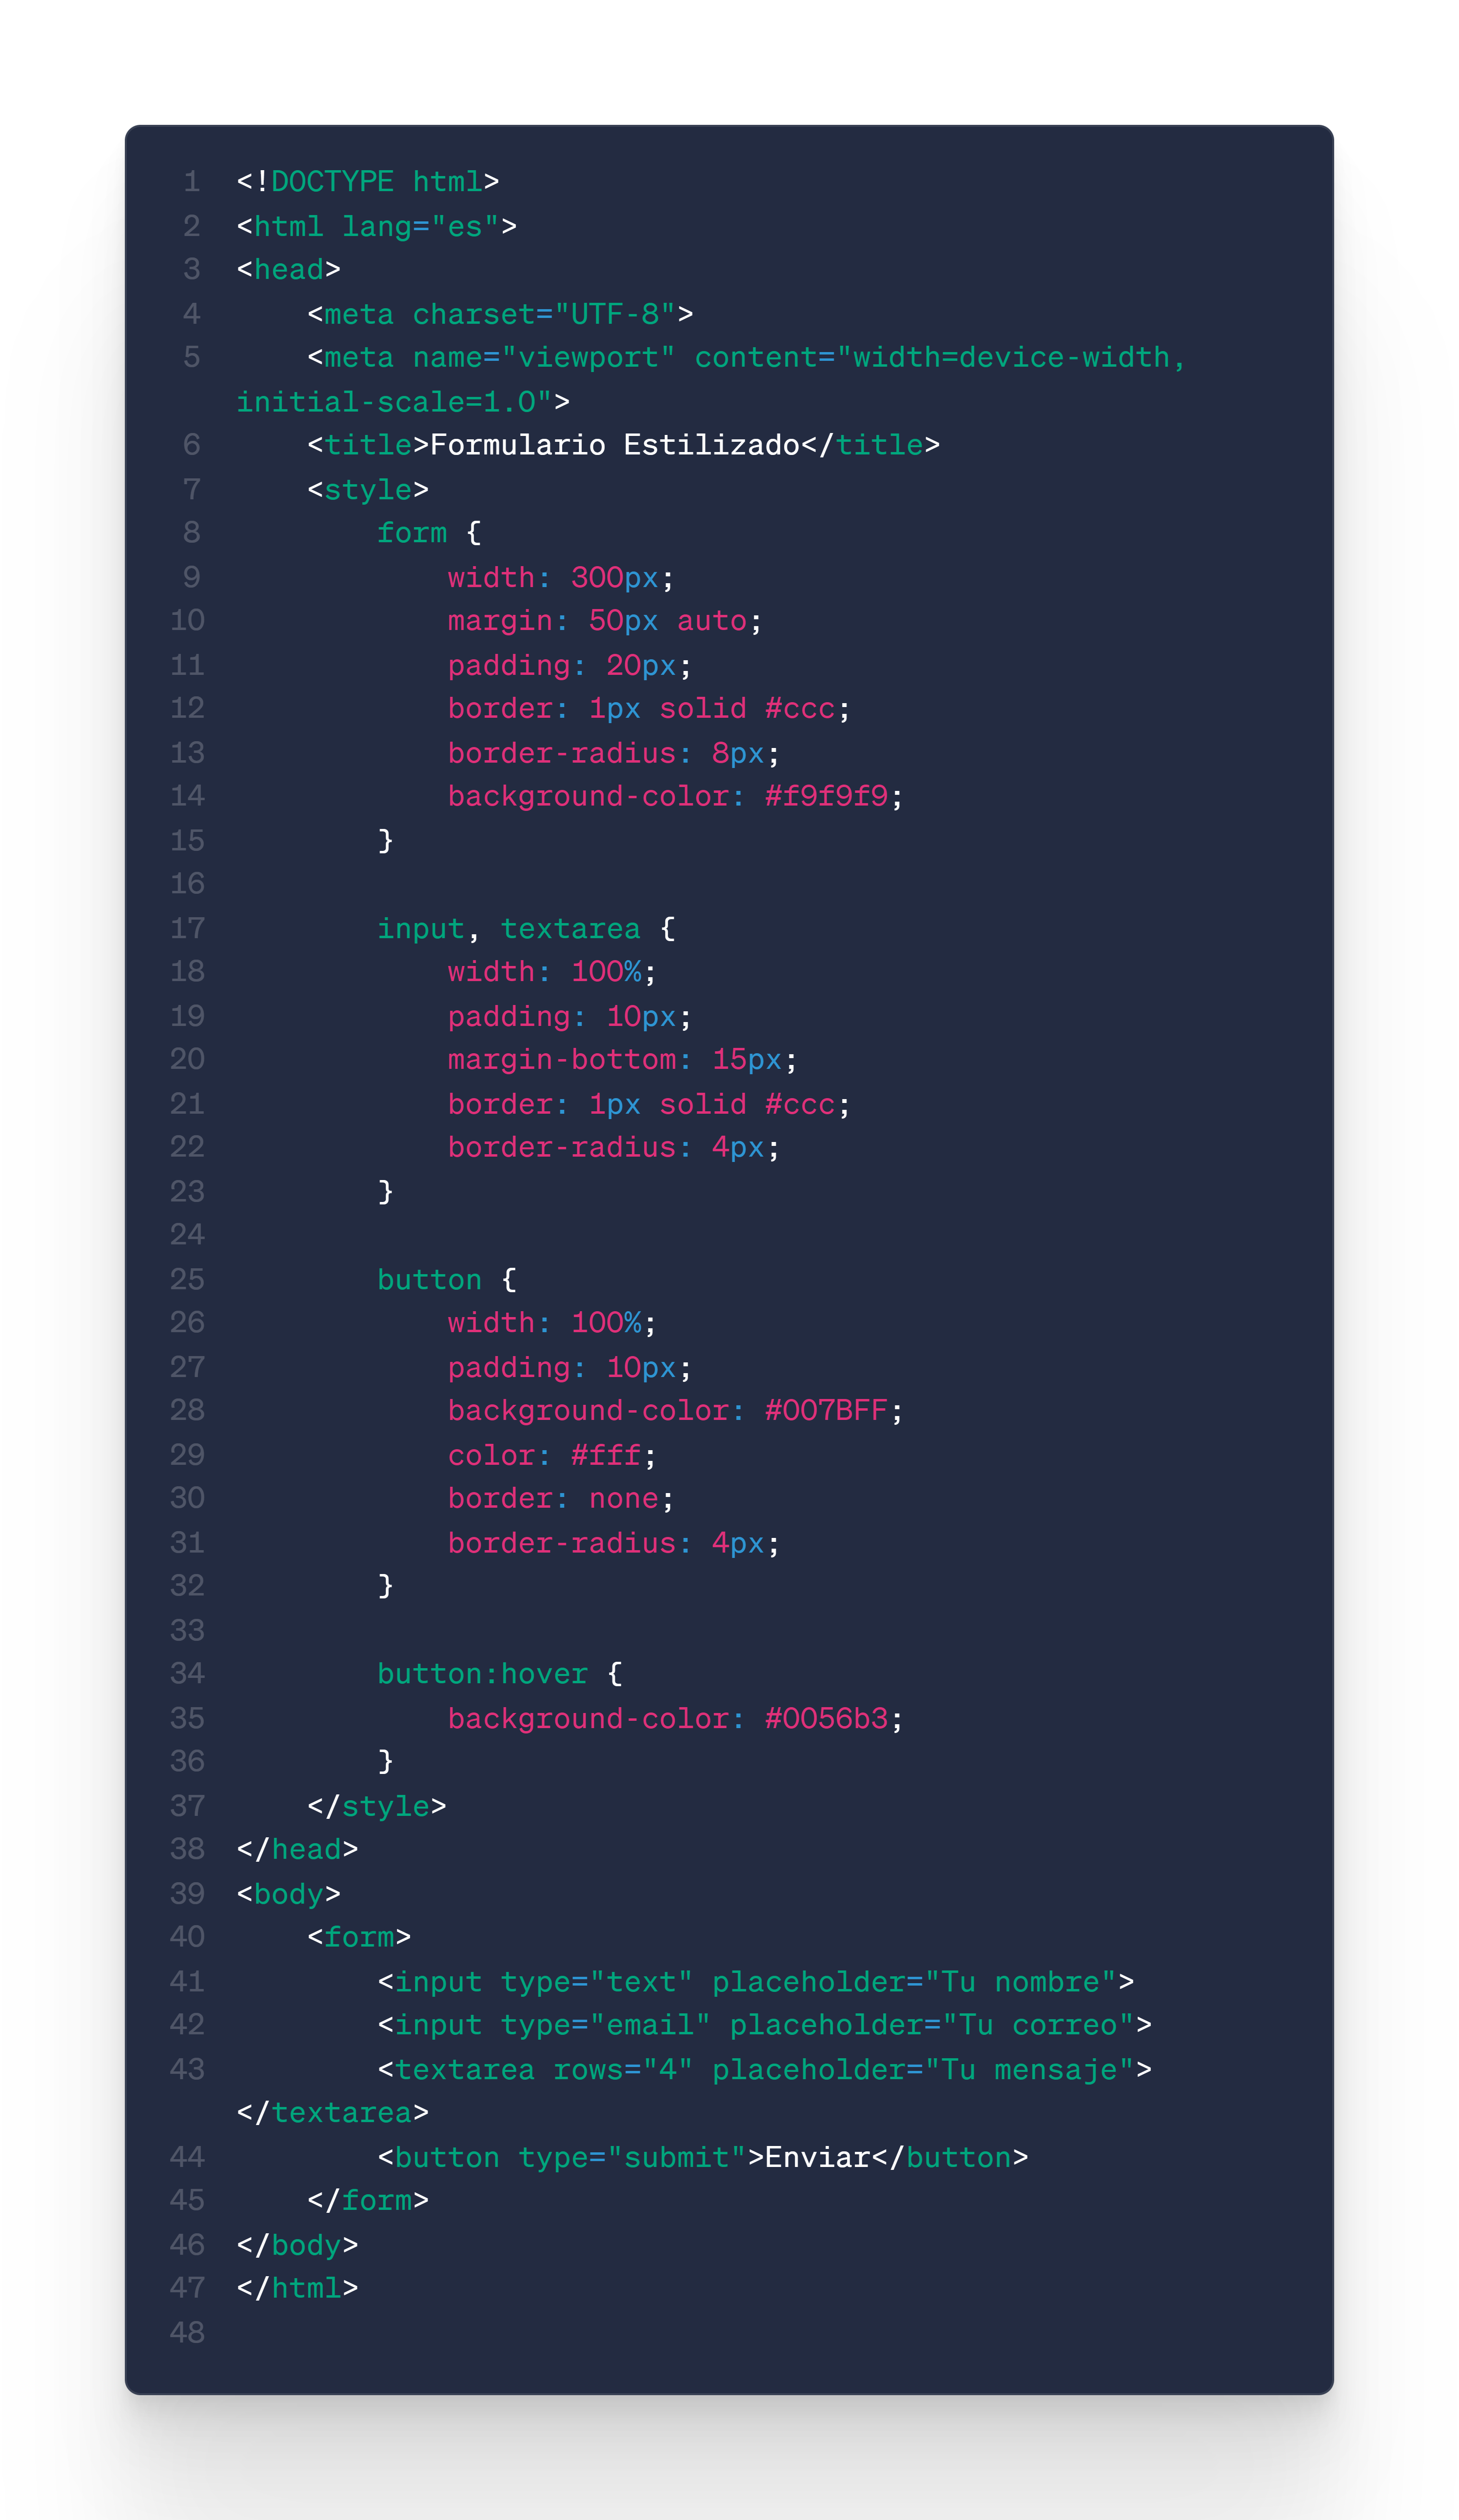 1 <!DOCTYPE html>
2 <html lang="es">
3 <head>
4     <meta charset="UTF-8">
5     <meta name="viewport" content="width=device-width,
initial-scale=1.0">
6     <title>Formulario Estilizado</title>
7     <style>
8         form {
9             width: 300px;
10             margin: 50px auto;
11             padding: 20px;
12             border: 1px solid #ccc;
13             border-radius: 8px;
14             background-color: #f9f9f9;
15         }
16
17         input, textarea {
18             width: 100%;
19             padding: 10px;
20             margin-bottom: 15px;
21             border: 1px solid #ccc;
22             border-radius: 4px;
23         }
24
25         button {
26             width: 100%;
27             padding: 10px;
28             background-color: #007BFF;
29             color: #fff;
30             border: none;
31             border-radius: 4px;
32         }
33
34         button:hover {
35             background-color: #0056b3;
36         }
37     </style>
38 </head>
39 <body>
40     <form>
41         <input type="text" placeholder="Tu nombre">
42         <input type="email" placeholder="Tu correo">
43         <textarea rows="4" placeholder="Tu mensaje">
</textarea>
44         <button type="submit">Enviar</button>
45     </form>
46 </body>
47 </html>
48